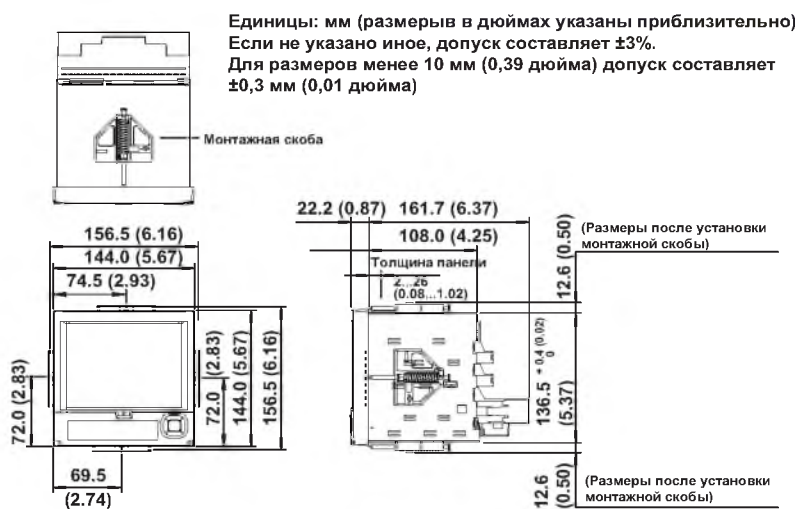 Единицы: мм (размерыв в дюймах указаны приблизительно)
Если не указано иное, допуск составляет ±3%.
Для размеров менее 10 мм (0,39 дюйма) допуск составляет
±0,3 мм (0,01 дюйма)
Монтажная скоба
22.2 (0.87)
161.7 (6.37)
108.0 (4.25)
Толщина панели
2...26
(0.08...1.02)
12.6
(0.50)
(Размеры после установки
монтажной скобы)
156.5 (6.16)
144.0 (5.67)
74.5 (2.93)
72.0 (2.83)
72.0
(2.83)
144.0 (5.67)
156.5 (6.16)
136.5 + 0.4 (0.02)
0
(5.37)
69.5
(2.74)
12.6
(0.50)
(Размеры после установки
монтажной скобы)